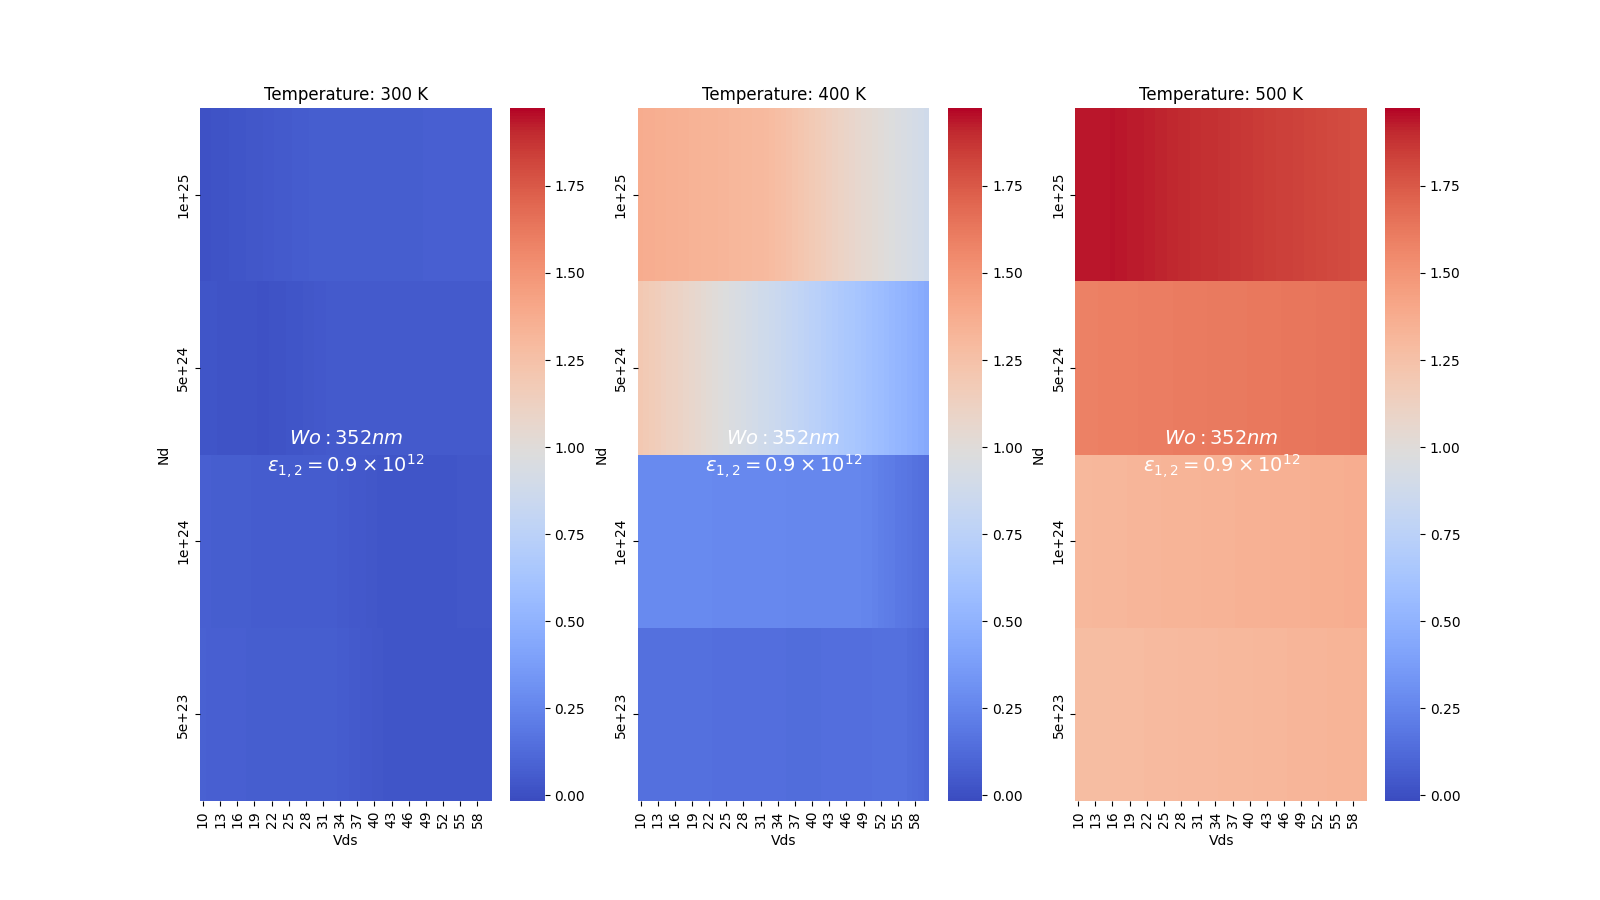 Temperature: 300 K
Temperature: 400 K
Temperature: 500 K
Nd
1e+25
5e+24
1e+24
5e+23
Wo : 352nm
ε1, 2 = 0.9 × 10^12
10 13 16 19 22 25 28 31 34 37 40 43 46 49 52 55 58
Vds
1.75
1.50
1.25
1.00
0.75
0.50
0.25
0.00
Nd
1e+25
5e+24
1e+24
5e+23
Wo : 352nm
ε1, 2 = 0.9 × 10^12
10 13 16 19 22 25 28 31 34 37 40 43 46 49 52 55 58
Vds
1.75
1.50
1.25
1.00
0.75
0.50
0.25
0.00
Nd
1e+25
5e+24
1e+24
5e+23
Wo : 352nm
ε1, 2 = 0.9 × 10^12
10 13 16 19 22 25 28 31 34 37 40 43 46 49 52 55 58
Vds
1.75
1.50
1.25
1.00
0.75
0.50
0.25
0.00